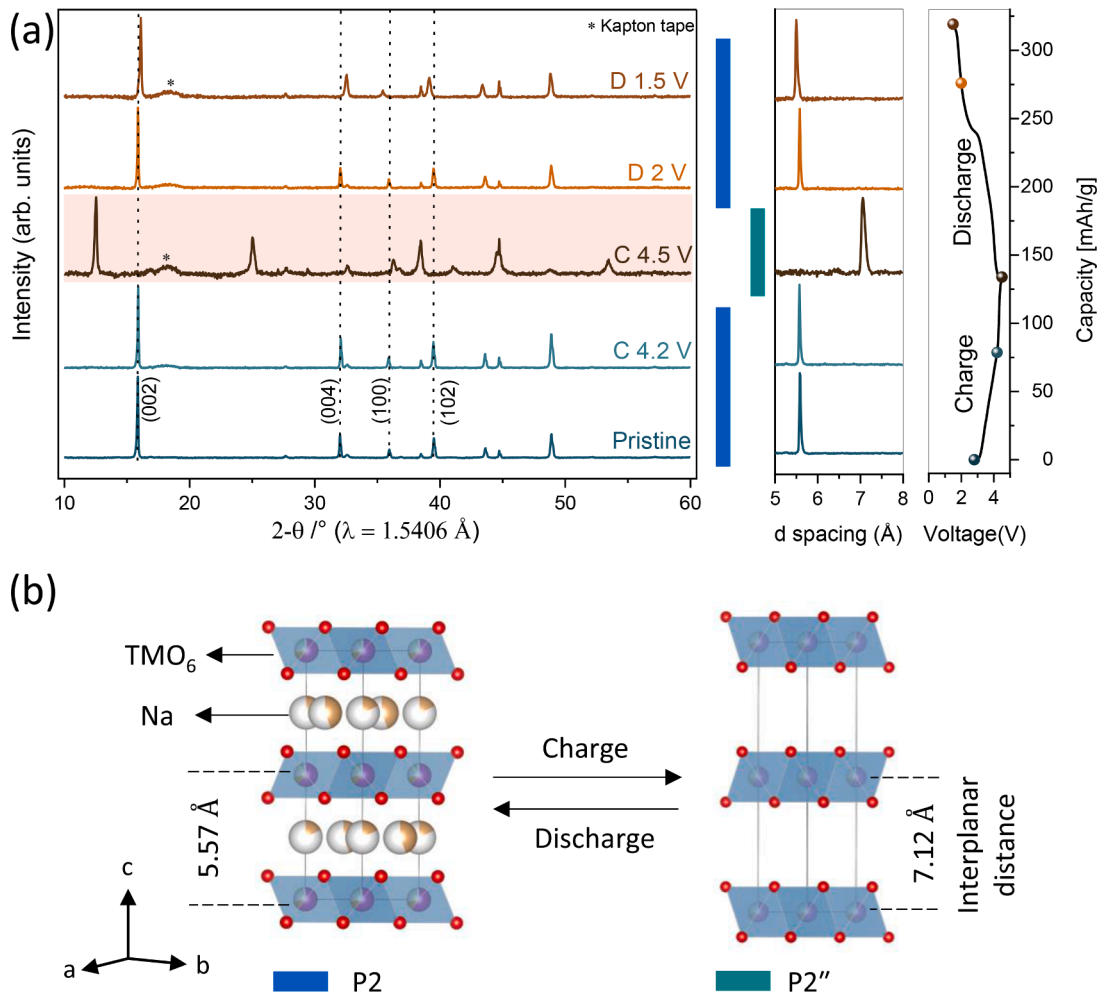 (a)
* Kapton tape
D 1.5 V
*
D 2 V
C 4.5 V
*
C 4.2 V
(002)
(004)
(100)
(102)
Pristine
Intensity (arb. units)
10 20 30 40 50 60
2-θ /° (λ = 1.5406 Å)
5 6 7 8
d spacing (Å)
Discharge
Charge
300
250
200
150
100
50
0
Capacity [mAh/g]
0 2 4
Voltage(V)
(b)
TMO₆
Na
5.57 Å
Charge
Discharge
7.12 Å
Interplanar
distance
c
a
b
P2
P2″